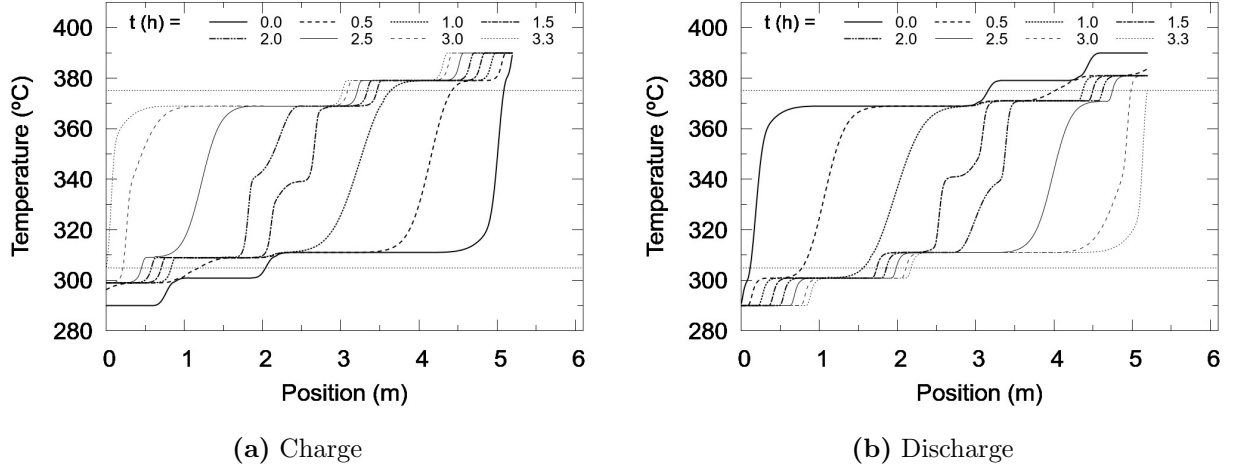 t (h) = 0.0 0.5 1.0 1.5
2.0 2.5 3.0 3.3
400
380
360
340
320
300
280
Temperature (ºC)
0 1 2 3 4 5 6
Position (m)
(a) Charge
t (h) = 0.0 0.5 1.0 1.5
2.0 2.5 3.0 3.3
400
380
360
340
320
300
280
Temperature (ºC)
0 1 2 3 4 5 6
Position (m)
(b) Discharge